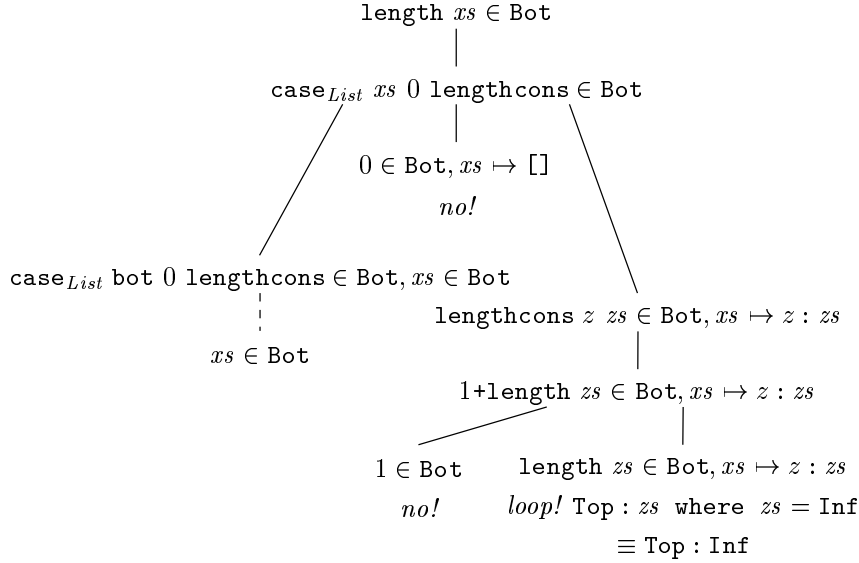 length xs ∈ Bot
case_List xs 0 lengthcons ∈ Bot
0 ∈ Bot, xs ↦ []
no!
case_List bot 0 lengthcons ∈ Bot, xs ∈ Bot
lengthcons z zs ∈ Bot, xs ↦ z : zs
xs ∈ Bot
1+length zs ∈ Bot, xs ↦ z : zs
1 ∈ Bot
length zs ∈ Bot, xs ↦ z : zs
no!
loop! Top : zs where zs = Inf
≡ Top : Inf